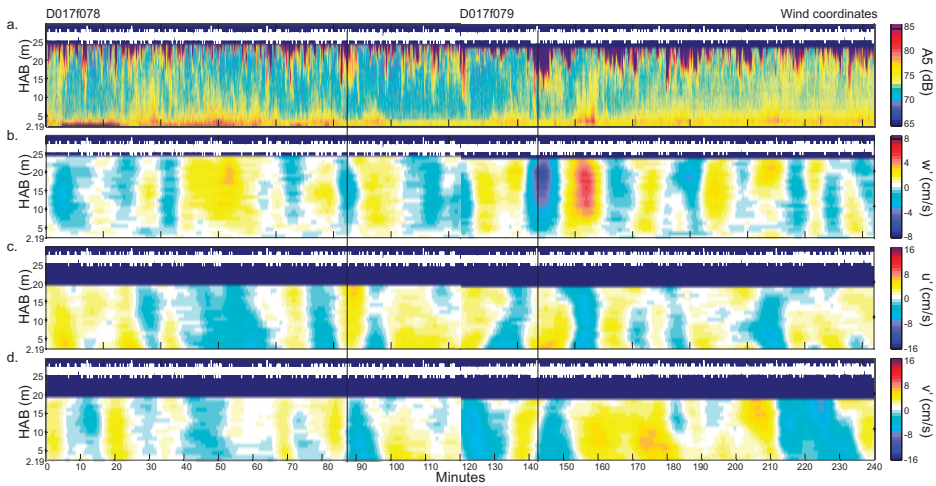 D017f078 D017f079 Wind coordinates
a.
HAB (m)
25
20
15
10
5
2.19
85
80
75
70
65
A5 (dB)
b.
HAB (m)
25
20
15
10
5
2.19
8
4
0
-4
-8
w' (cm/s)
c.
HAB (m)
25
20
15
10
5
2.19
16
8
0
-8
-16
u' (cm/s)
d.
HAB (m)
25
20
15
10
5
2.19
16
8
0
-8
-16
v' (cm/s)
0 10 20 30 40 50 60 70 80 90 100 110 120 130 140 150 160 170 180 190 200 210 220 230 240
Minutes